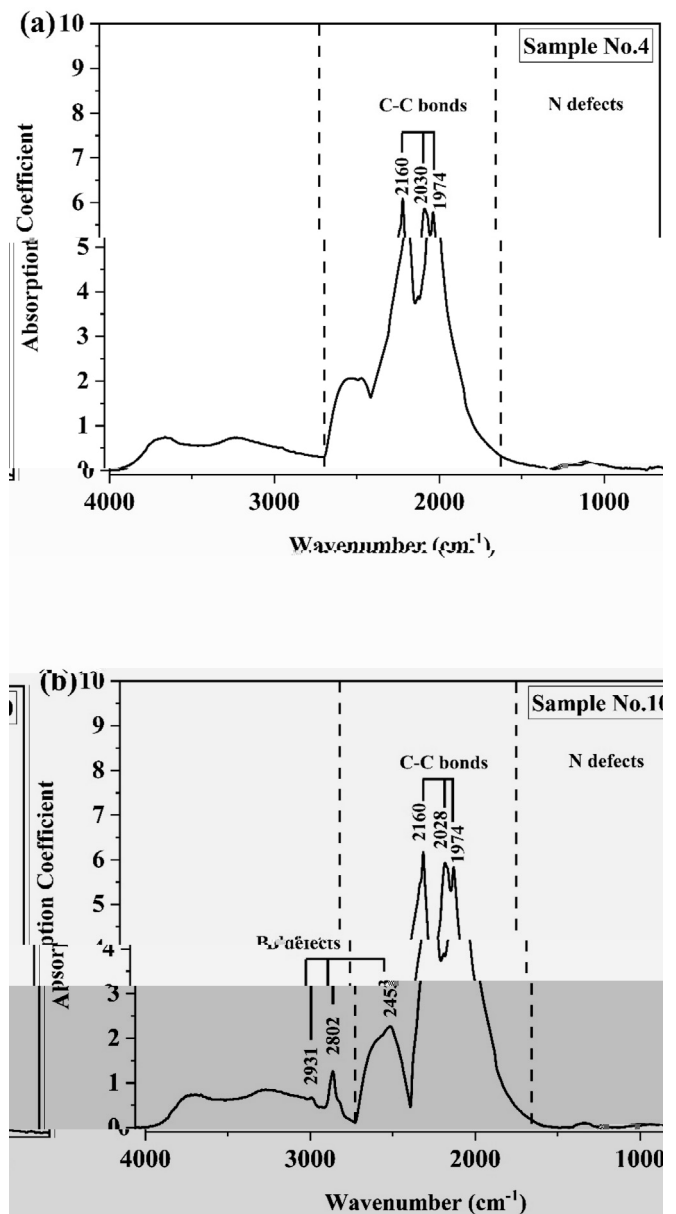 (a)
10
Sample No.4
9
8
C-C bonds
N defects
7
2160
2030
1974
6
5
4
3
2
1
0
Absorption Coefficient
4000
3000
2000
1000
Wavenumber (cm-1)
(b)
10
Sample No.10
9
8
C-C bonds
N defects
7
2160
2028
1974
6
5
4
defects
3
2931
2802
2
1
0
Coefficient
4000
3000
2000
1000
Wavenumber (cm-1)